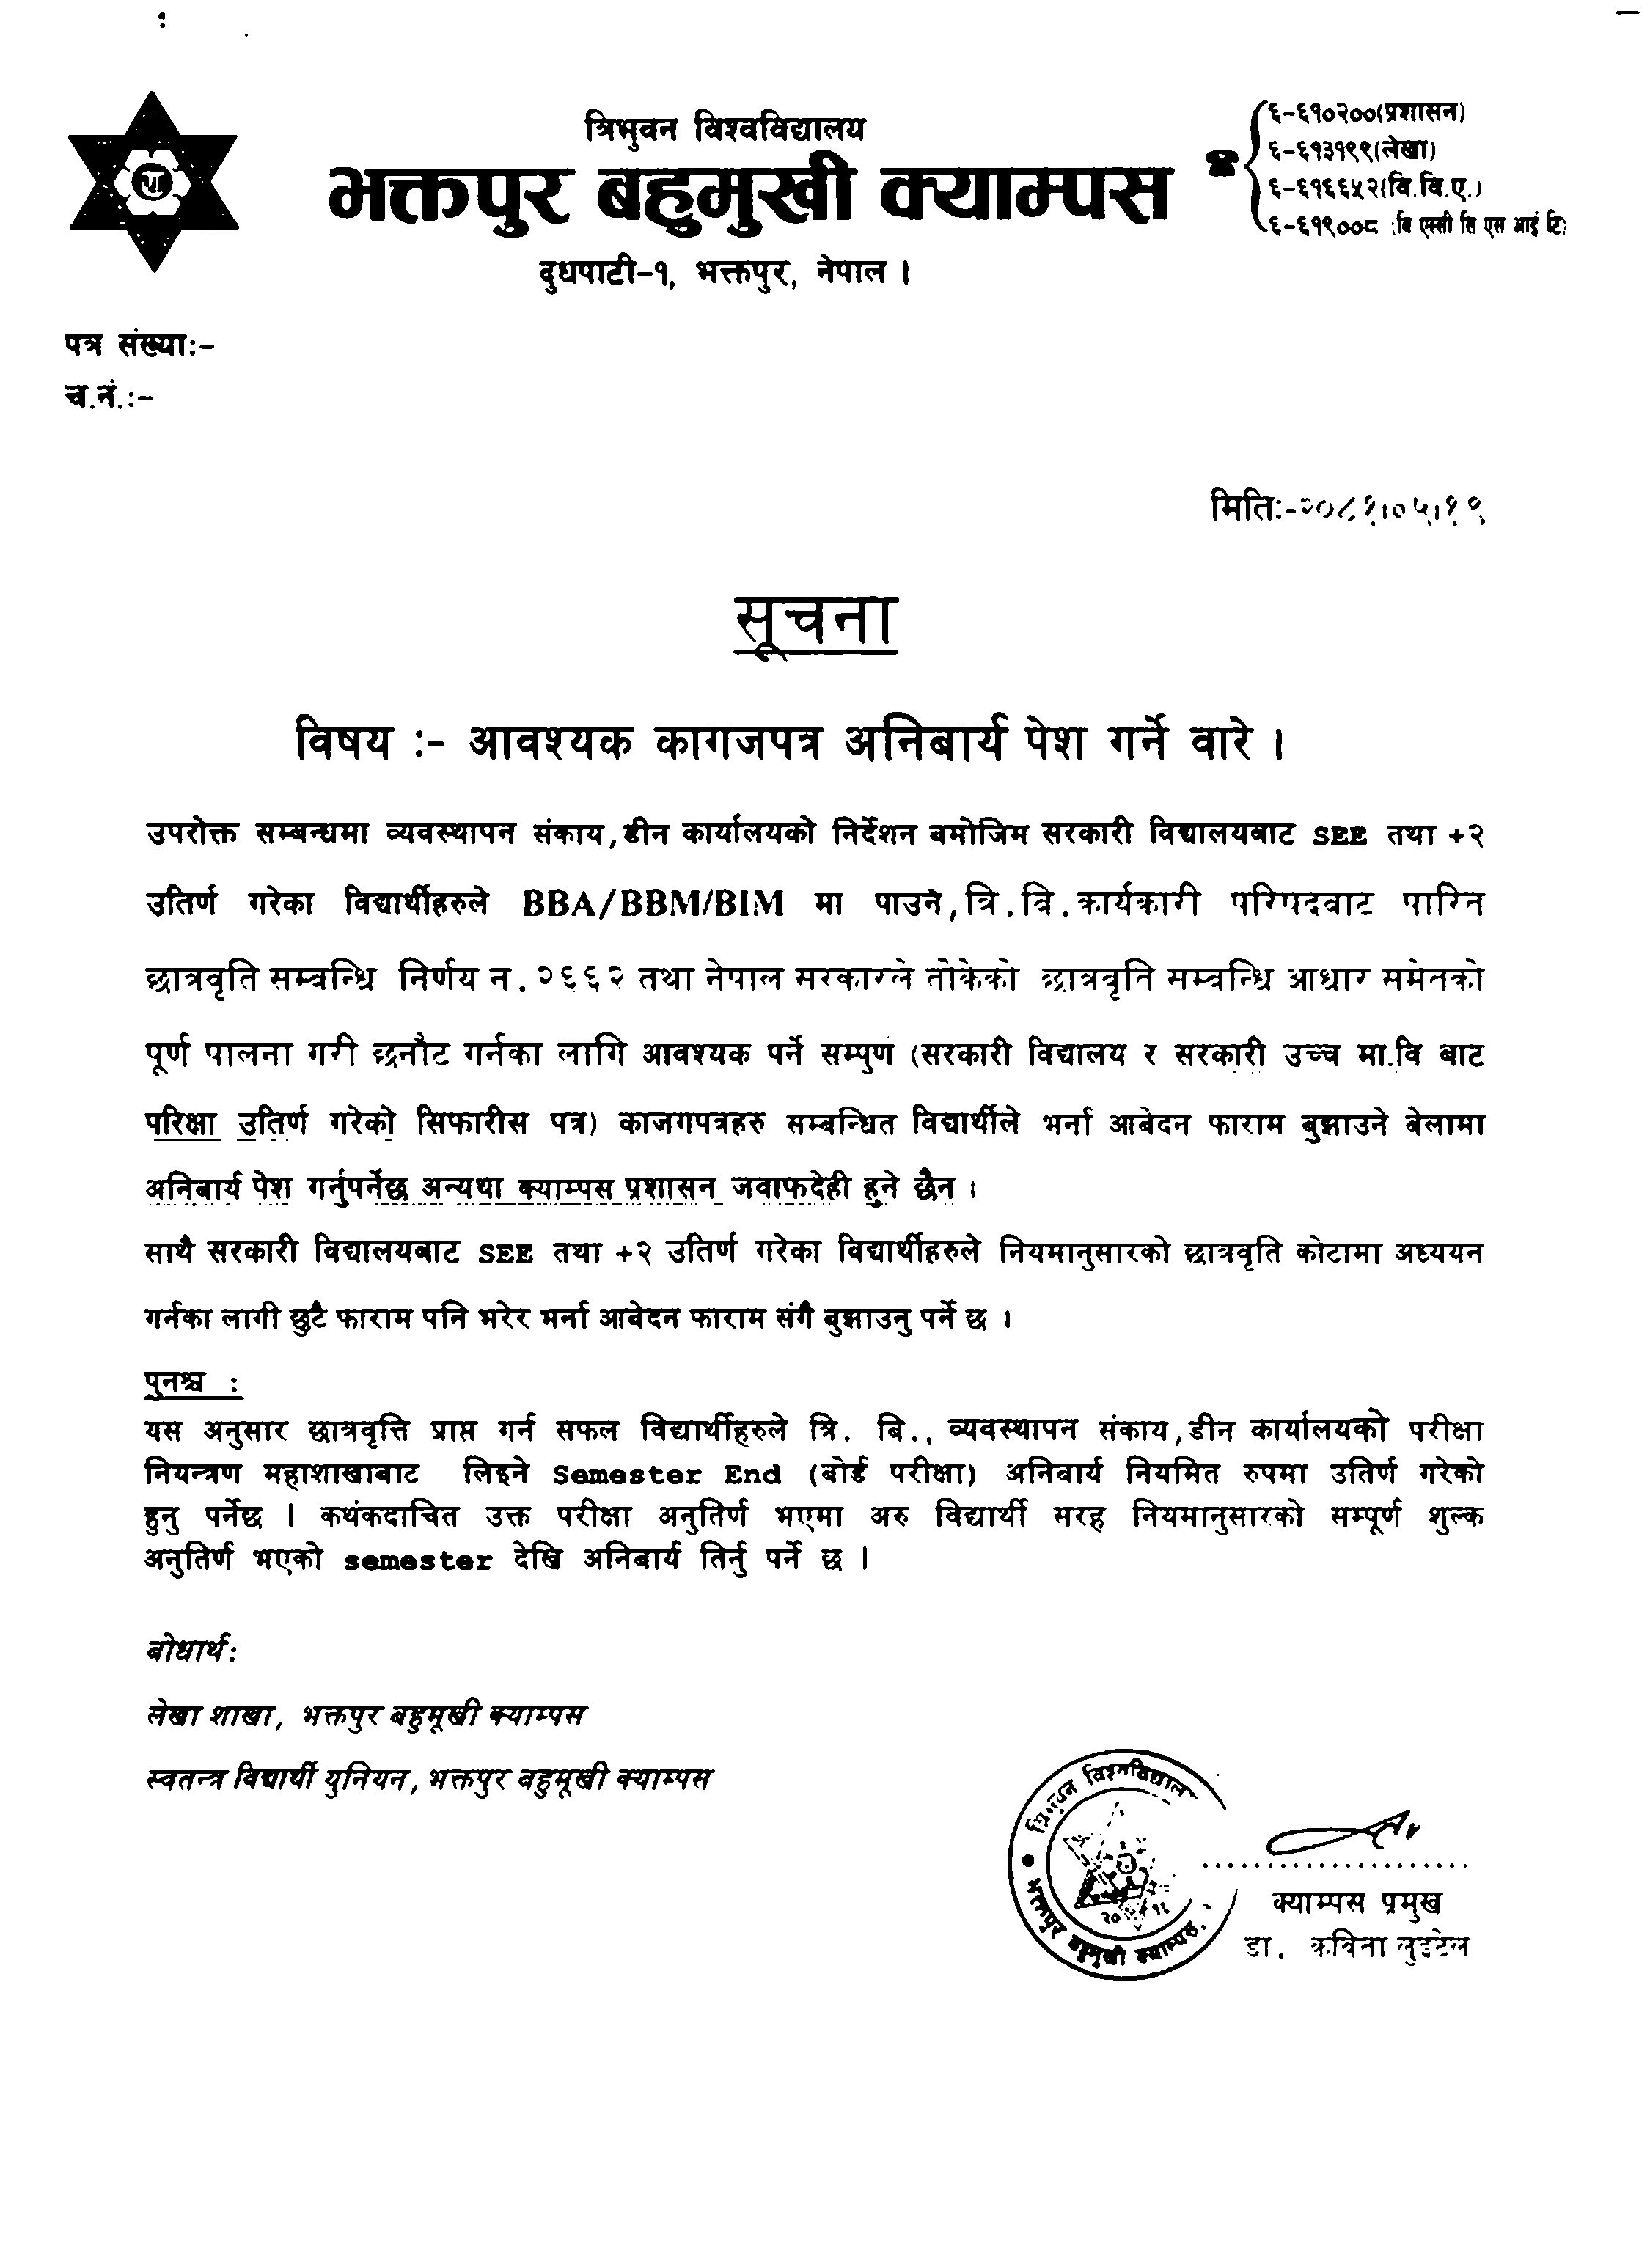 त्रिभुवन विश्वविद्यालय
भक्तपुर बहुमुखी क्याम्पस
दुधपाटी-१, भक्तपुर, नेपाल ।
६-६१०२००(प्रशासन)
६-६१३१९९(लेखा)
६-६१६६५२(वि.वि.ए.)
६-६१९००८ (बि एस्सी सि एस आई टि)
पत्र संख्याः-
च.नं.ः-
मितिः-२०८१।०५।१९
सूचना
विषय :- आवश्यक कागजपत्र अनिबार्य पेश गर्ने वारे ।
उपरोक्त सम्बन्धमा व्यवस्थापन संकाय,डीन कार्यालयको निर्देशन बमोजिम सरकारी विद्यालयबाट SEE तथा +२
उतिर्ण गरेका विद्यार्थीहरुले BBA/BBM/BIM मा पाउने,त्रि.वि.कार्यकारी परिषदवाट पारित
छात्रवृति सम्वन्धि निर्णय न.२९६२ तथा नेपाल सरकारले तोकेको छात्रवृति सम्वन्धि आधार समेतको
पूर्ण पालना गरी छनौट गर्नका लागि आवश्यक पर्ने सम्पुर्ण (सरकारी विद्यालय र सरकारी उच्च मा.वि बाट
परिक्षा उतिर्ण गरेको सिफारीस पत्र) काजगपत्रहरु सम्बन्धित विद्यार्थीले भर्ना आबेदन फाराम बुझाउने बेलामा
अनिबार्य पेश गर्नुपर्नेछ अन्यथा क्याम्पस प्रशासन जवाफदेही हुने छैन ।
साथै सरकारी विद्यालयबाट SEE तथा +२ उतिर्ण गरेका विद्यार्थीहरुले नियमानुसारको छात्रवृति कोटामा अध्ययन
गर्नका लागी छुटै फाराम पनि भरेर भर्ना आबेदन फाराम संगै बुझाउनु पर्ने छ ।
पुनश्च :
यस अनुसार छात्रवृत्ति प्राप्त गर्न सफल विद्यार्थीहरुले त्रि. बि., व्यवस्थापन संकाय,डीन कार्यालयको परीक्षा
नियन्त्रण महाशाखाबाट लिइने Semester End (बोर्ड परीक्षा) अनिबार्य नियमित रुपमा उतिर्ण गरेको
हुनु पर्नेछ । कथंकदाचित उक्त परीक्षा अनुतिर्ण भएमा अरु विद्यार्थी सरह नियमानुसारको सम्पूर्ण शुल्क
अनुतिर्ण भएको semester देखि अनिबार्य तिर्नु पर्ने छ ।
बोधार्थ:
लेखा शाखा, भक्तपुर बहुमूखी क्याम्पस
स्वतन्त्र विद्यार्थी युनियन, भक्तपुर बहुमूखी क्याम्पस
त्रिभुवन विश्वविद्यालय
भक्तपुर बहुमुखी क्याम्पस,
क्याम्पस प्रमुख
डा. कविना लुइटेल